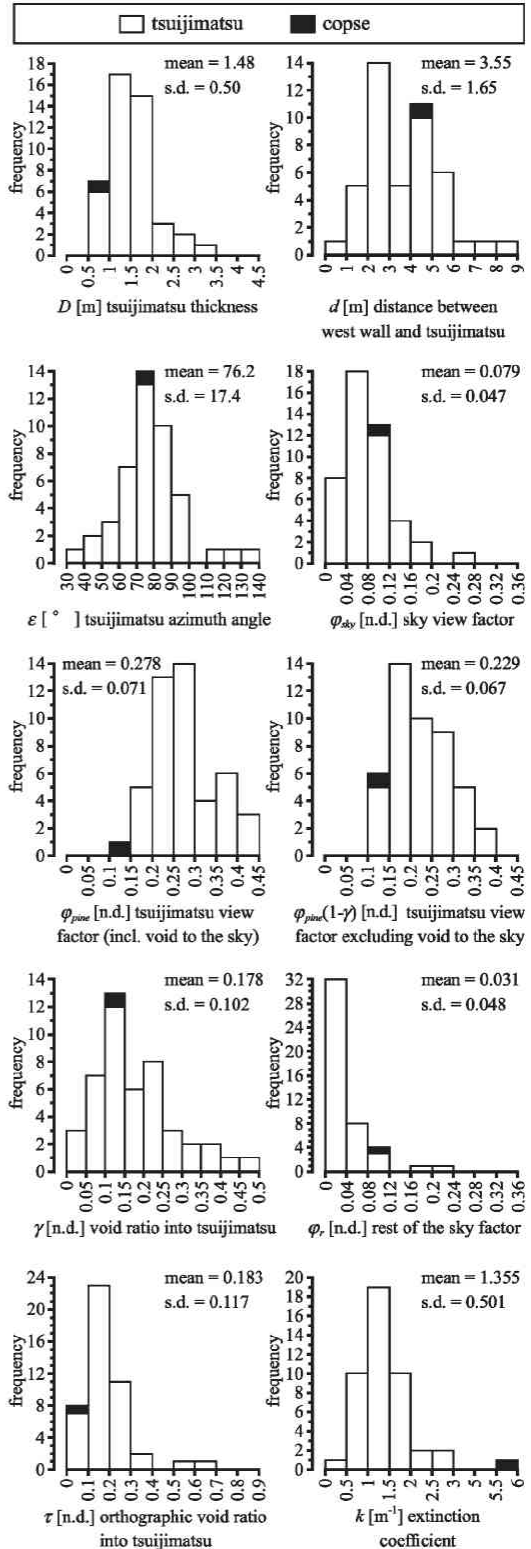 tsuijimatsu copse
mean = 1.48
s.d. = 0.50
frequency
18
16
14
12
10
8
6
4
2
0
0 0.5 1 1.5 2 2.5 3 3.5 4 4.5
D [m] tsuijimatsu thickness
mean = 3.55
s.d. = 1.65
frequency
14
12
10
8
6
4
2
0
0 1 2 3 4 5 6 7 8 9
d [m] distance between
west wall and tsuijimatsu
mean = 76.2
s.d. = 17.4
frequency
14
12
10
8
6
4
2
0
30 40 50 60 70 80 90 100 110 120 130 140
ε [ ° ] tsuijimatsu azimuth angle
mean = 0.079
s.d. = 0.047
frequency
18
16
14
12
10
8
6
4
2
0
0 0.04 0.08 0.12 0.16 0.2 0.24 0.28 0.32 0.36
φsky [n.d.] sky view factor
mean = 0.278
s.d. = 0.071
frequency
14
12
10
8
6
4
2
0
0 0.05 0.1 0.15 0.2 0.25 0.3 0.35 0.4 0.45
φpine [n.d.] tsuijimatsu view
factor (incl. void to the sky)
mean = 0.229
s.d. = 0.067
frequency
14
12
10
8
6
4
2
0
0 0.05 0.1 0.15 0.2 0.25 0.3 0.35 0.4 0.45
φpine(1-γ) [n.d.] tsuijimatsu view
factor excluding void to the sky
mean = 0.178
s.d. = 0.102
frequency
14
12
10
8
6
4
2
0
0 0.05 0.1 0.15 0.2 0.25 0.3 0.35 0.4 0.45 0.5
γ [n.d.] void ratio into tsuijimatsu
mean = 0.031
s.d. = 0.048
frequency
32
28
24
20
16
12
8
4
0
0 0.04 0.08 0.12 0.18 0.24 0.28 0.32 0.36
φr [n.d.] rest of the sky factor
mean = 0.183
s.d. = 0.117
frequency
24
20
16
12
8
4
0
0 0.1 0.2 0.3 0.4 0.5 0.6 0.7 0.8 0.9
τ [n.d.] orthographic void ratio
into tsuijimatsu
mean = 1.355
s.d. = 0.501
frequency
20
18
16
14
12
10
8
6
4
2
0
0 0.5 1 1.5 2 2.5 3 5.5 6
k [m⁻¹] extinction
coefficient